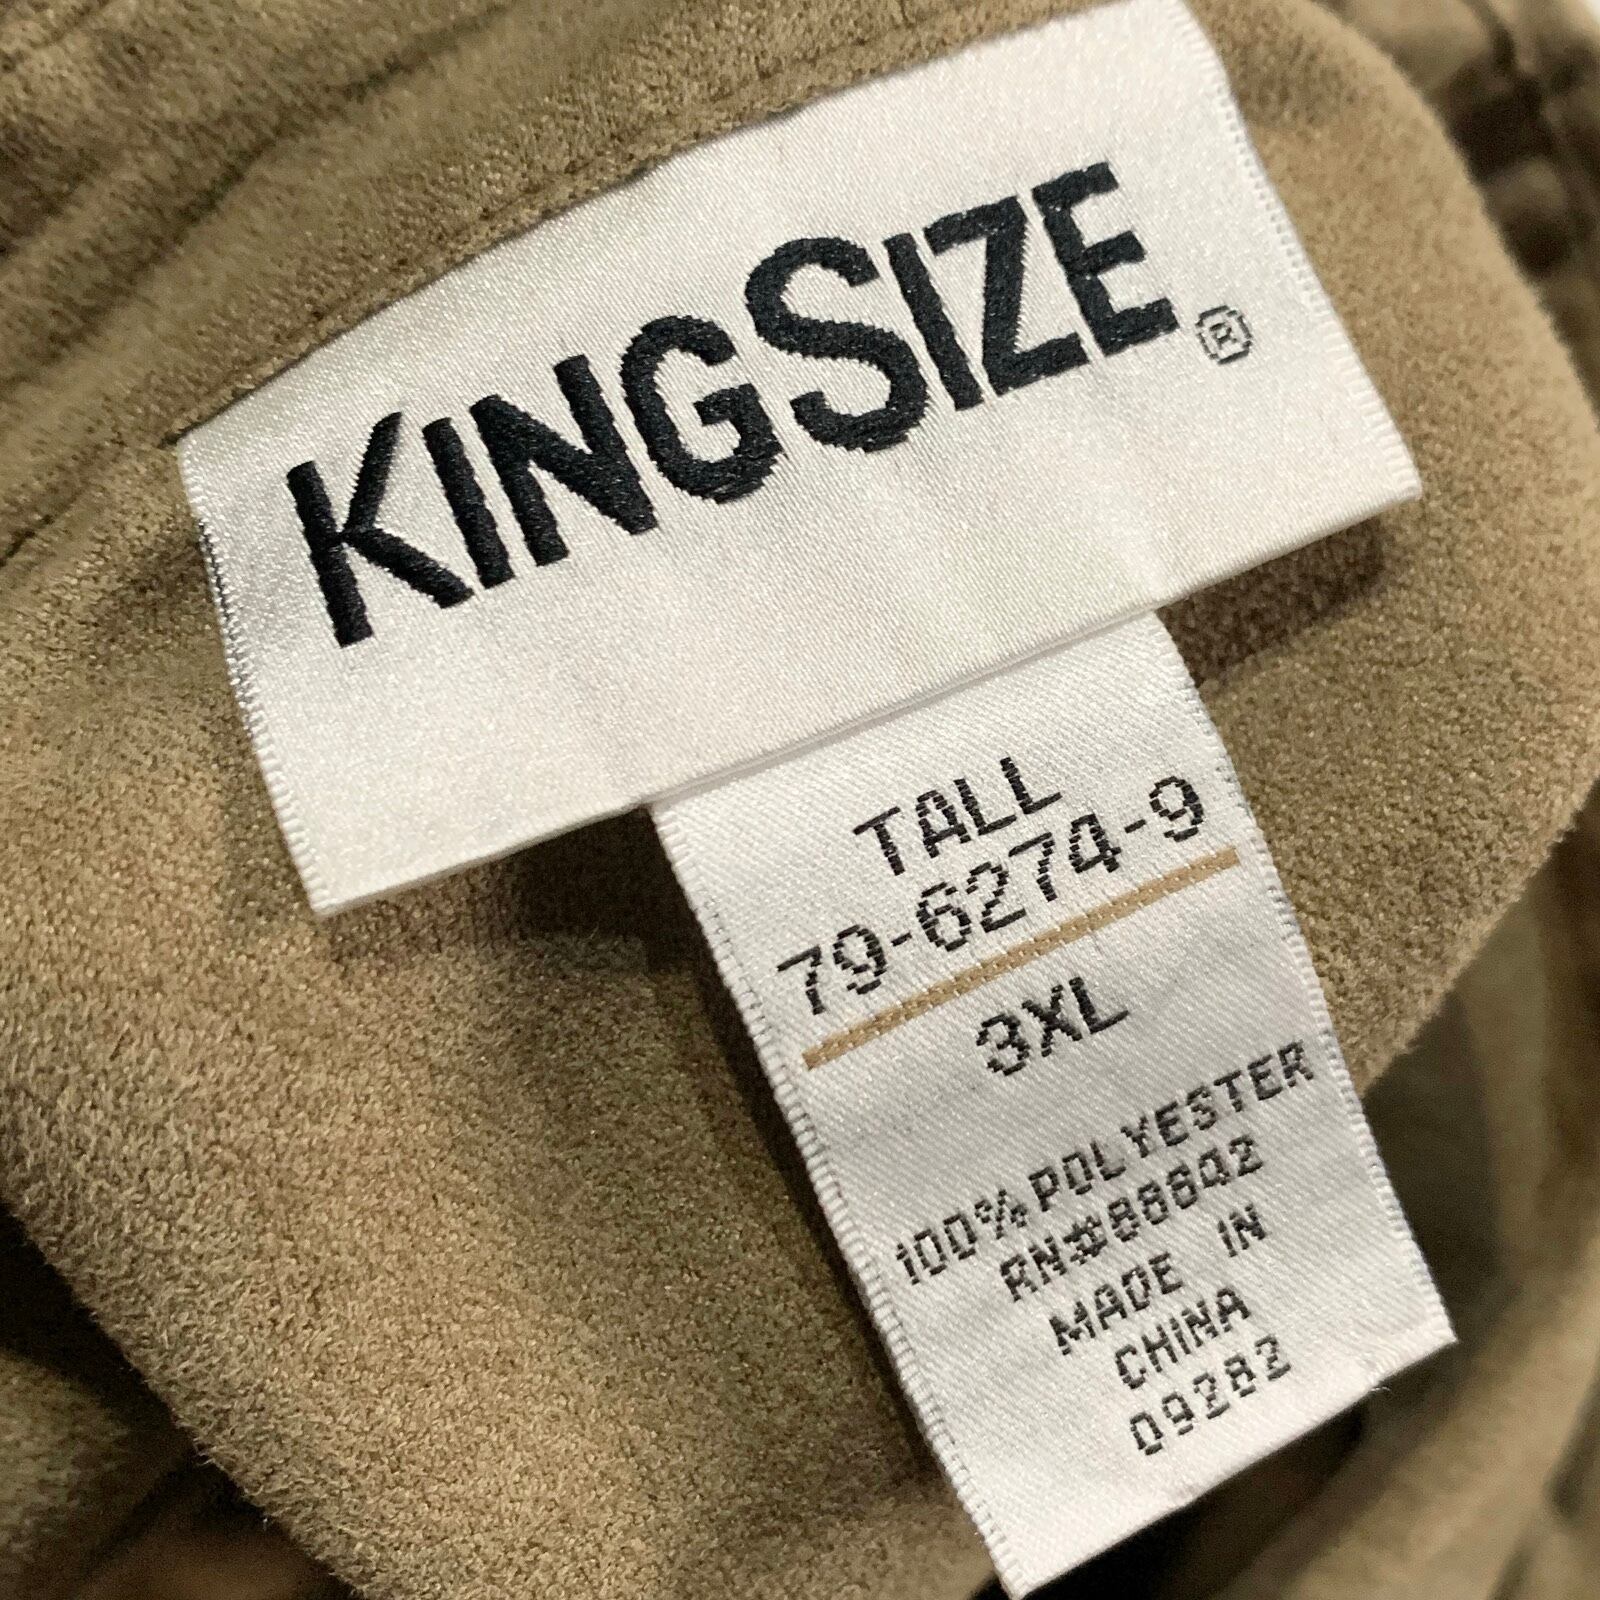 KINGSIZE®
TALL
79-6274-9
3XL
100% POLYESTER
RN#88842
MADE IN
CHINA
09282